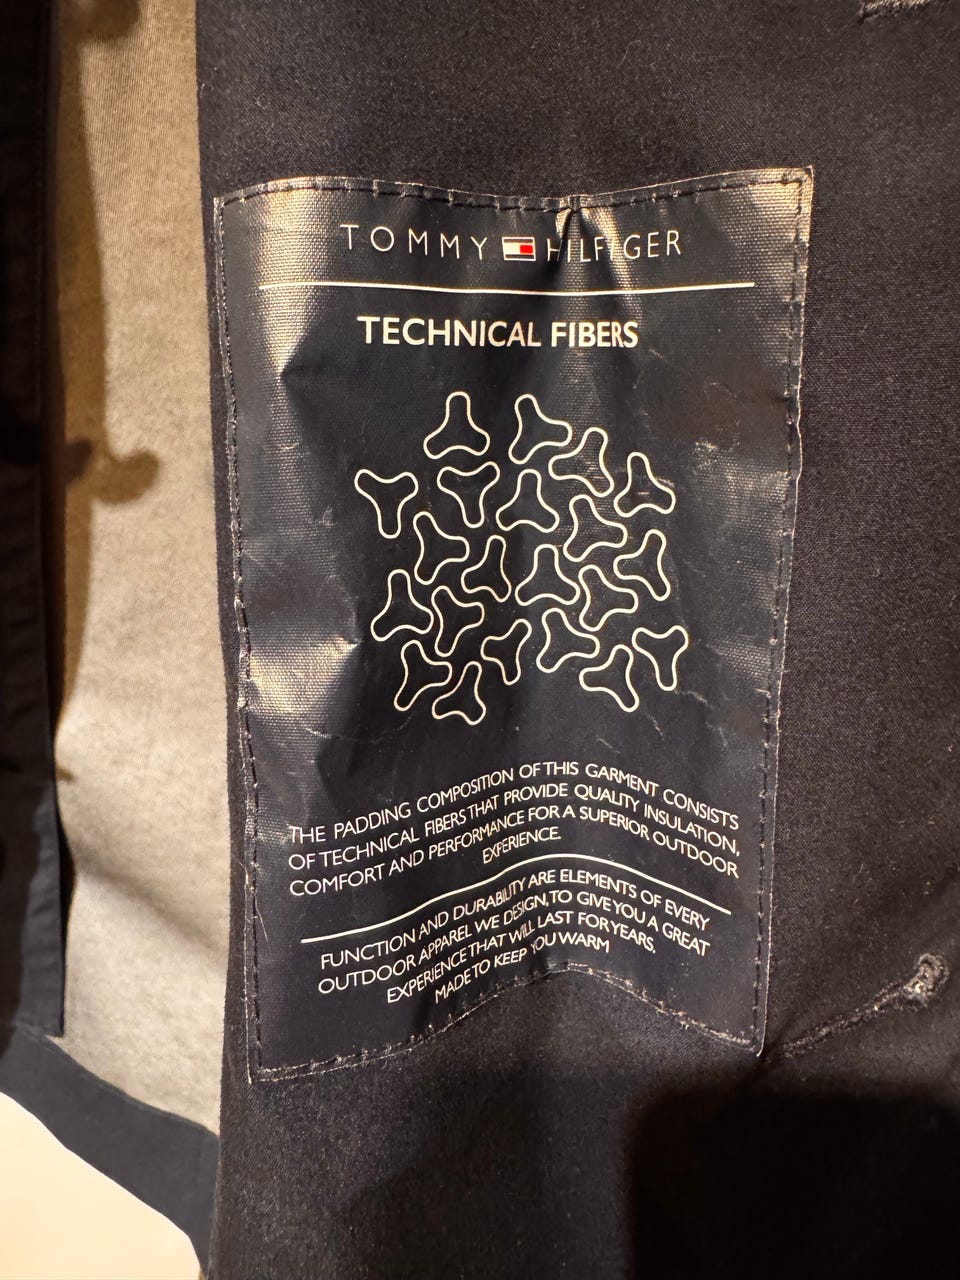 TOMMY HILFIGER
TECHNICAL FIBERS
THE PADDING COMPOSITION OF THIS GARMENT CONSISTS
OF TECHNICAL FIBERS THAT PROVIDE QUALITY INSULATION,
COMFORT AND PERFORMANCE FOR A SUPERIOR OUTDOOR
EXPERIENCE.
FUNCTION AND DURABILITY ARE ELEMENTS OF EVERY
OUTDOOR APPAREL WE DESIGN, TO GIVE YOU A GREAT
EXPERIENCE THAT WILL LAST FOR YEARS.
MADE TO KEEP YOU WARM